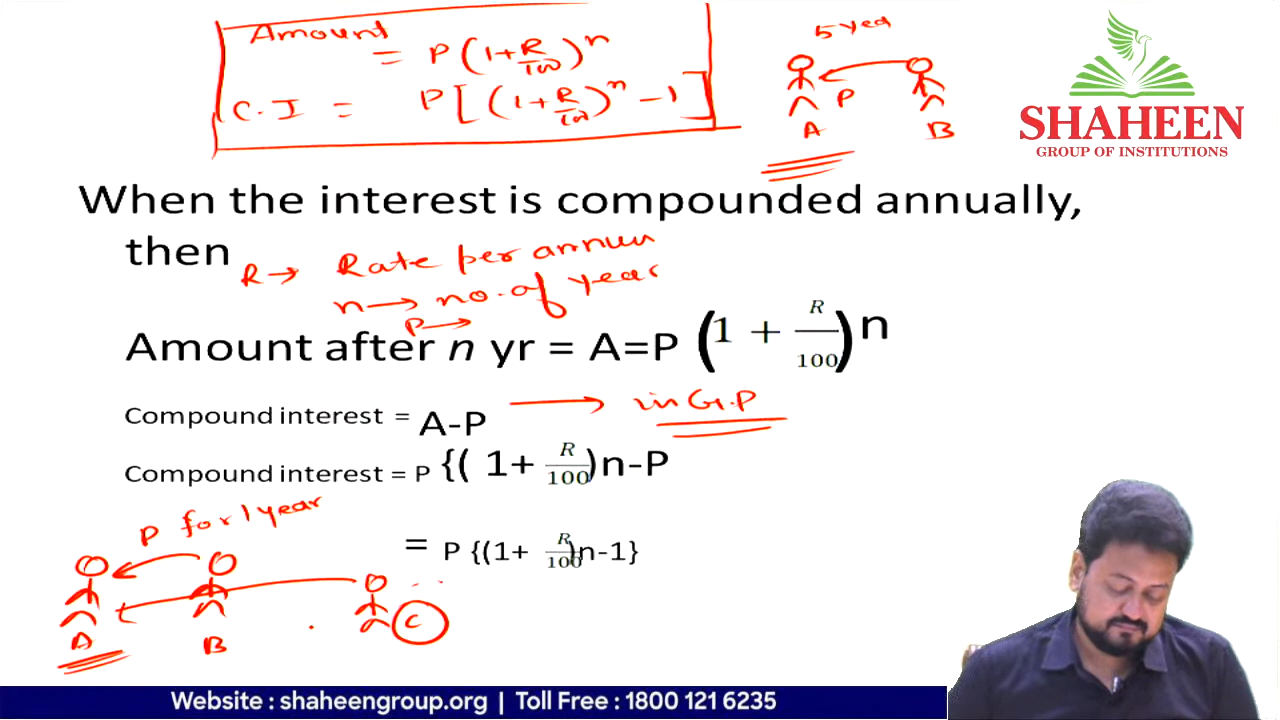 Amount
= P(1+R/100)^n
C.I = P[(1+R/100)^n -1]
5 yea
P
A B
SHAHEEN
GROUP OF INSTITUTIONS
When the interest is compounded annually,
then
R→ Rate per annum
n→ no. of year
P→
Amount after n yr = A=P (1 + R/100)n
Compound interest = A-P → in G.P
Compound interest = P {( 1+ R/100)n-P
P for 1 year
= P {(1+ R/100)n-1}
A B C
Website : shaheengroup.org | Toll Free : 1800 121 6235